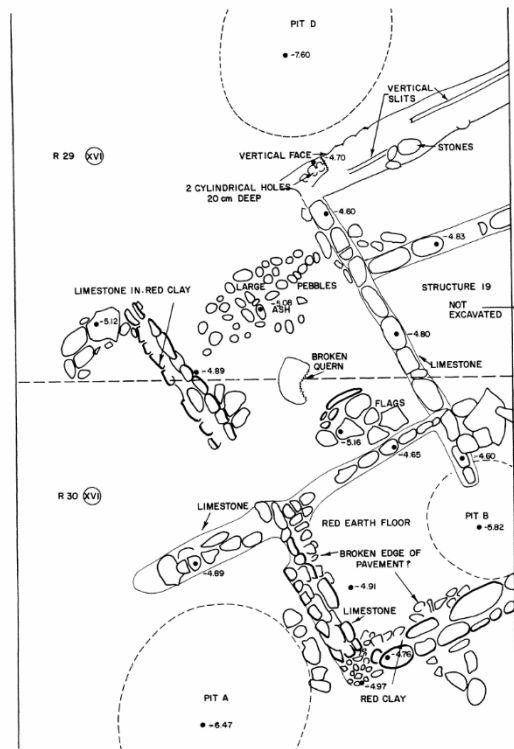 PIT D
-7.60
VERTICAL
SLITS
R 29 XVI
VERTICAL FACE
-4.70
STONES
2 CYLINDRICAL HOLES
20 cm DEEP
-4.60
-4.83
LIMESTONE IN RED CLAY
LARGE PEBBLES
-5.08
ASH
STRUCTURE 19
NOT
EXCAVATED
-5.12
-4.80
-4.89
BROKEN
QUERN
LIMESTONE
FLAGS
-5.16
-4.65
-4.60
R 30 XVI
LIMESTONE
RED EARTH FLOOR
PIT B
-5.82
BROKEN EDGE OF
PAVEMENT?
-4.89
-4.91
LIMESTONE
-4.76
-4.97
RED CLAY
PIT A
-6.47